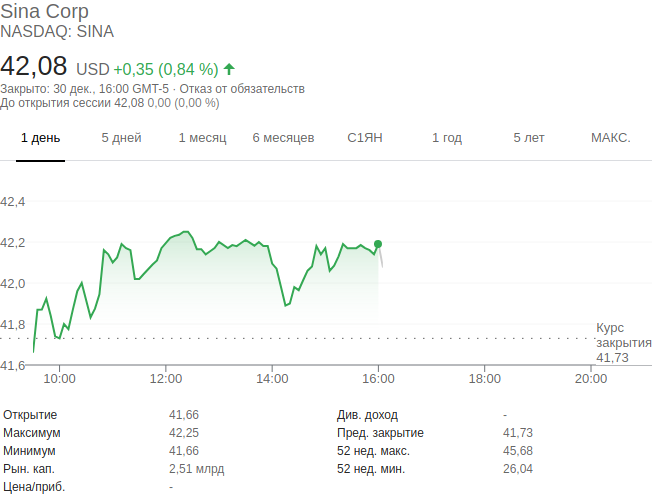 Sina Corp
NASDAQ: SINA
42,08 USD +0,35 (0,84 %)
Закрыто: 30 дек., 16:00 GMT-5 · Отказ от обязательств
До открытия сессии 42,08 0,00 (0,00 %)
1 день 5 дней 1 месяц 6 месяцев С1ЯН 1 год 5 лет МАКС.
42,4
42,2
42,0
41,8
41,6
Курс
закрытия
41,73
10:00 12:00 14:00 16:00 18:00 20:00
Открытие 41,66 Див. доход -
Максимум 42,25 Пред. закрытие 41,73
Минимум 41,66 52 нед. макс. 45,68
Рын. кап. 2,51 млрд 52 нед. мин. 26,04
Цена/приб. -